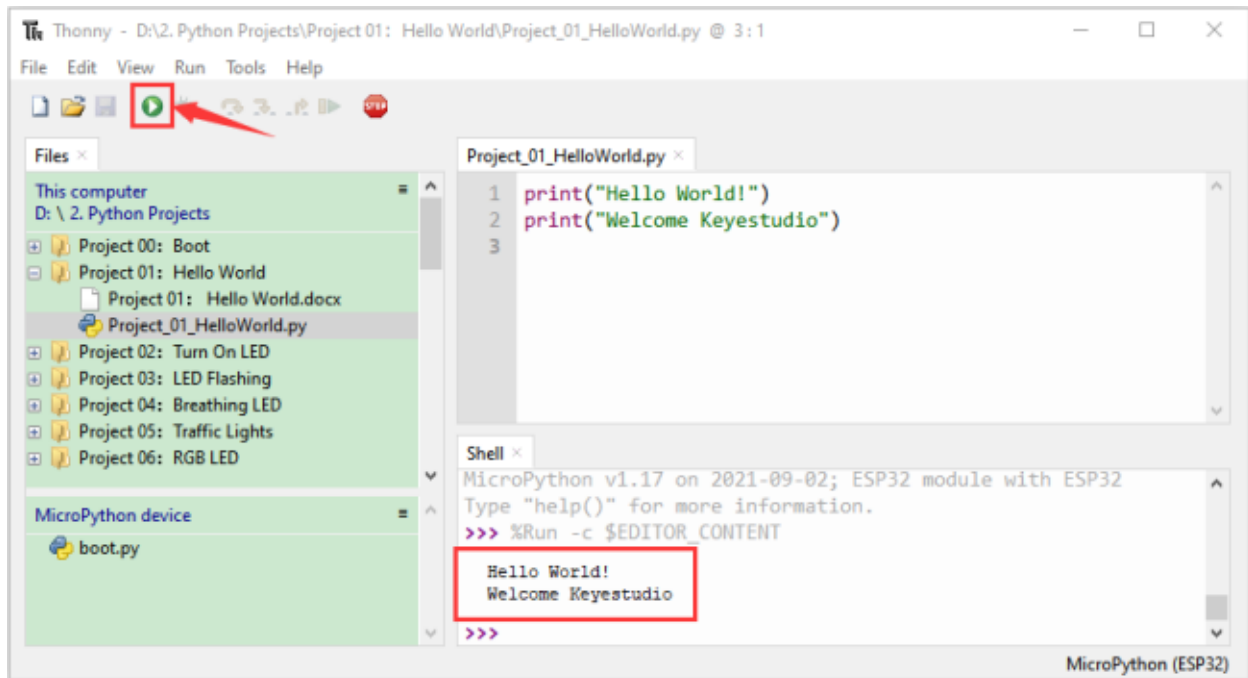 Thonny - D:\2. Python Projects\Project 01: Hello World\Project_01_HelloWorld.py @ 3:1
File Edit View Run Tools Help
STOP
Files ×
This computer
D: \ 2. Python Projects
Project 00: Boot
Project 01: Hello World
Project 01: Hello World.docx
Project_01_HelloWorld.py
Project 02: Turn On LED
Project 03: LED Flashing
Project 04: Breathing LED
Project 05: Traffic Lights
Project 06: RGB LED
MicroPython device
boot.py
Project_01_HelloWorld.py ×
1 print("Hello World!")
2 print("Welcome Keyestudio")
3
Shell ×
MicroPython v1.17 on 2021-09-02; ESP32 module with ESP32
Type "help()" for more information.
>>> %Run -c $EDITOR_CONTENT
Hello World!
Welcome Keyestudio
>>>
MicroPython (ESP32)